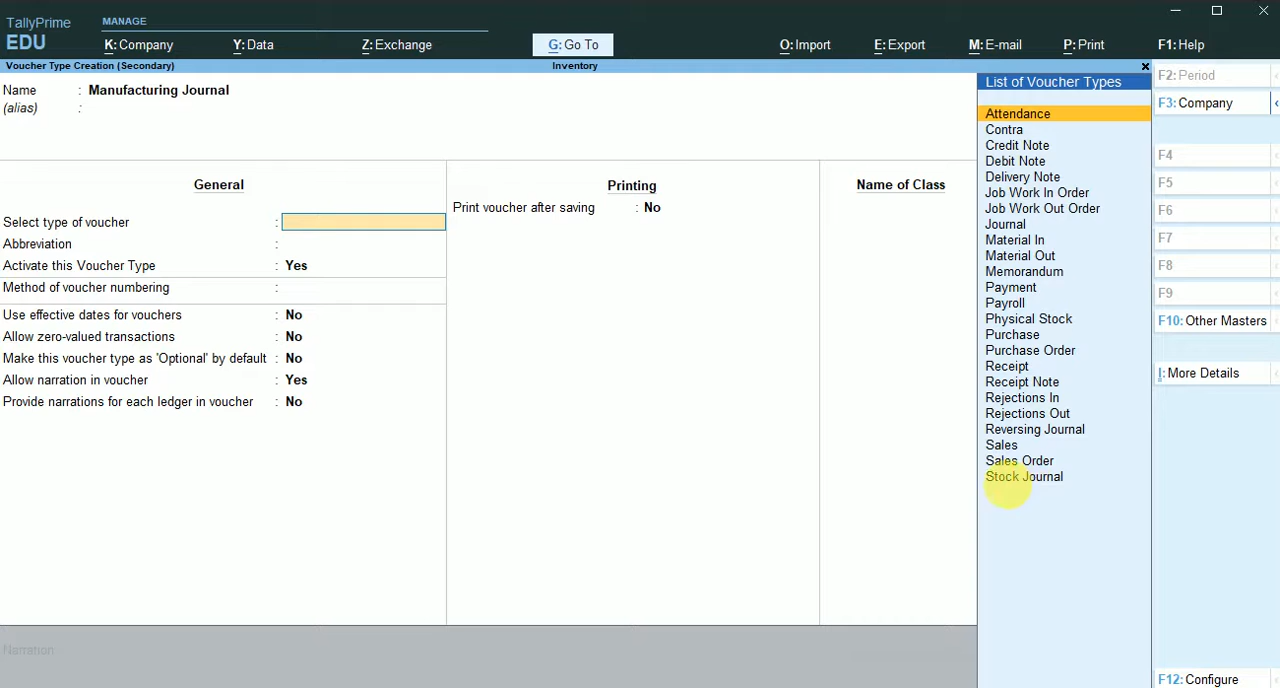 TallyPrime
EDU
MANAGE
K:Company
Y:Data
Z:Exchange
G:Go To
O:Import
E:Export
M:E-mail
P:Print
F1:Help
Voucher Type Creation (Secondary)
Inventory
x
Name : Manufacturing Journal
(alias) :
General
Select type of voucher :
Abbreviation :
Activate this Voucher Type : Yes
Method of voucher numbering :
Use effective dates for vouchers : No
Allow zero-valued transactions : No
Make this voucher type as 'Optional' by default : No
Allow narration in voucher : Yes
Provide narrations for each ledger in voucher : No
Printing
Print voucher after saving : No
Name of Class
Narration
List of Voucher Types
Attendance
Contra
Credit Note
Debit Note
Delivery Note
Job Work In Order
Job Work Out Order
Journal
Material In
Material Out
Memorandum
Payment
Payroll
Physical Stock
Purchase
Purchase Order
Receipt
Receipt Note
Rejections In
Rejections Out
Reversing Journal
Sales
Sales Order
Stock Journal
F2: Period
F3: Company
F4
F5
F6
F7
F8
F9
F10: Other Masters
I: More Details
F12: Configure